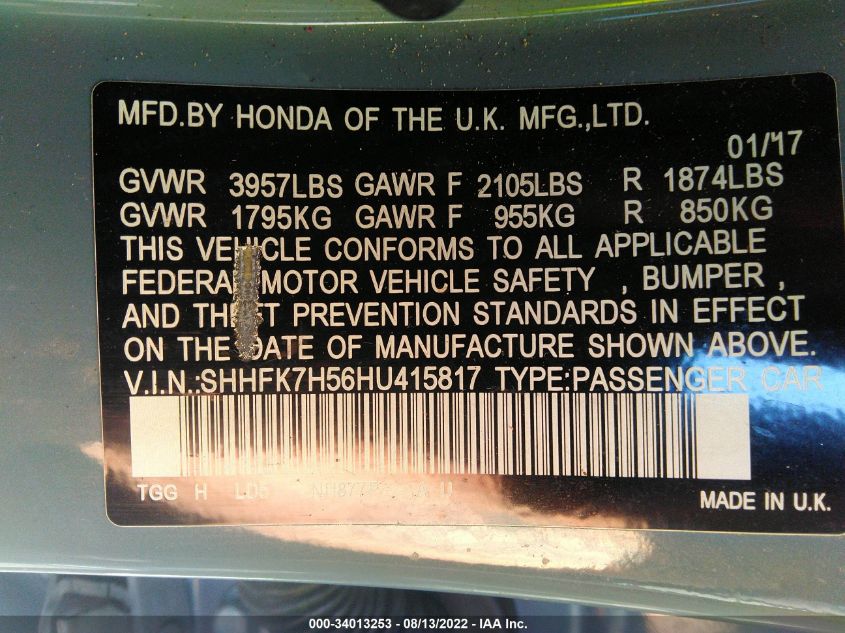 MFD.BY HONDA OF THE U.K. MFG.,LTD.
01/17
GVWR 3957LBS GAWR F 2105LBS R 1874LBS
GVWR 1795KG GAWR F 955KG R 850KG
THIS VEHICLE CONFORMS TO ALL APPLICABLE
FEDERAL MOTOR VEHICLE SAFETY , BUMPER ,
AND THEFT PREVENTION STANDARDS IN EFFECT
ON THE DATE OF MANUFACTURE SHOWN ABOVE.
V.I.N.:SHHFK7H56HU415817 TYPE:PASSENGER CAR
TGG H U
MADE IN U.K.
000-34013253 - 08/13/2022 - IAA Inc.